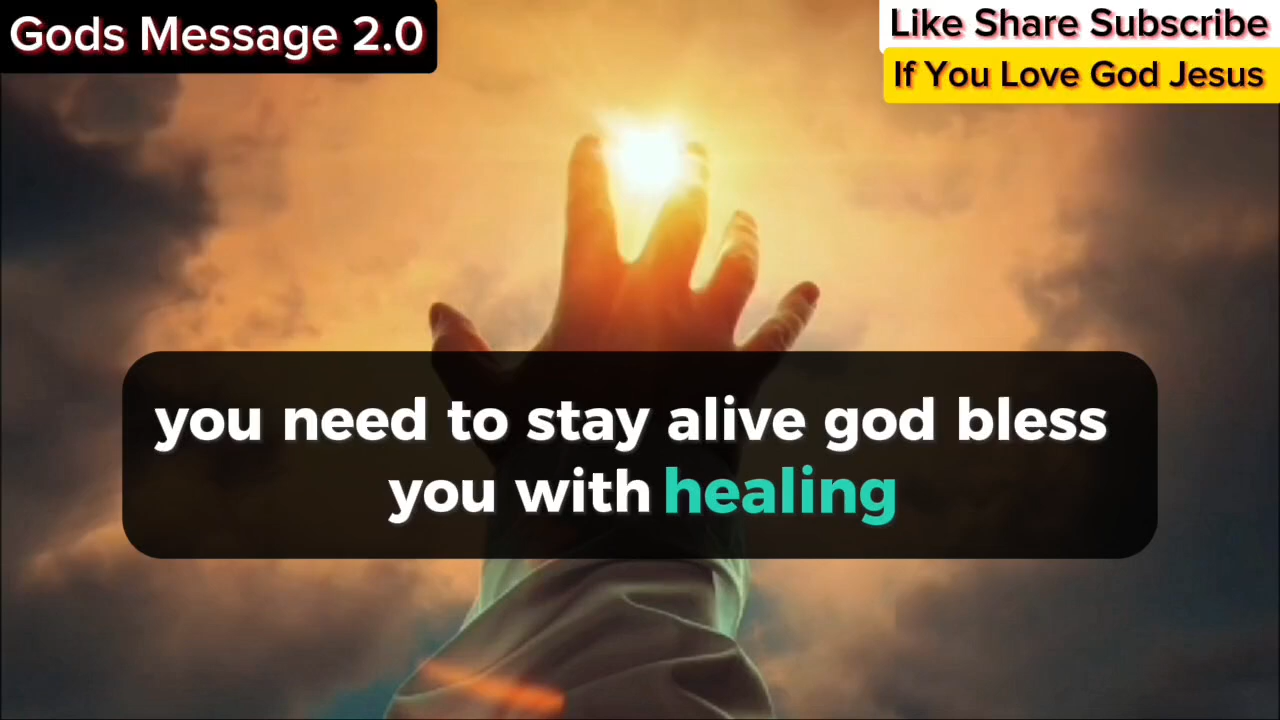 Gods Message 2.0
Like Share Subscribe
If You Love God Jesus
you need to stay alive god bless
you with healing